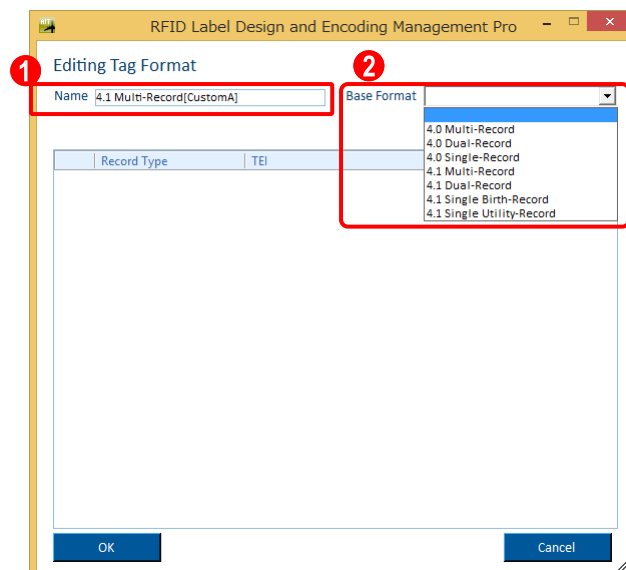 RFID Label Design and Encoding Management Pro
Editing Tag Format
1
2
Name 4.1 Multi-Record[CustomA] Base Format
4.0 Multi-Record
4.0 Dual-Record
4.0 Single-Record
4.1 Multi-Record
4.1 Dual-Record
4.1 Single Birth-Record
4.1 Single Utility-Record
Record Type TEI
OK Cancel